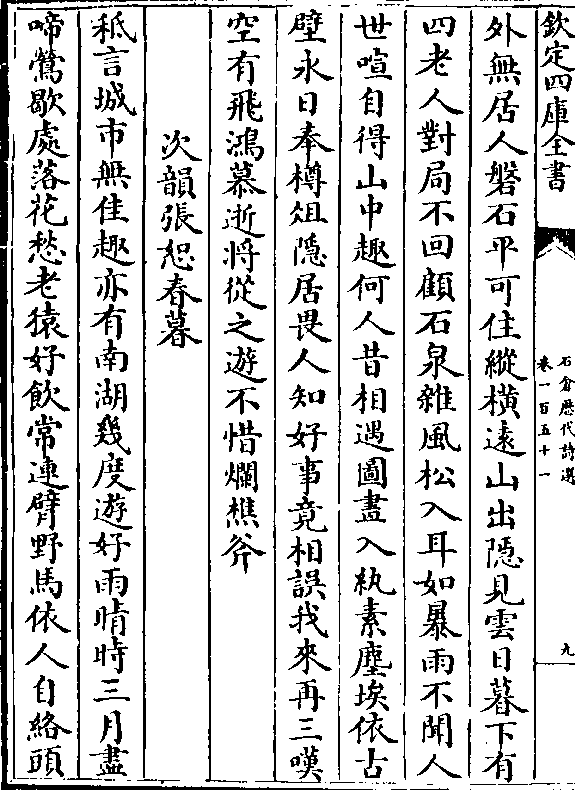 欽定四庫全書
石倉歷代詩選
卷一百五十一
九
外無居人磐石平可住縱橫遠山出隱見雲日暮下有
四老人對局不回顧石泉雜風松入耳如暴雨不聞人
世喧自得山中趣何人昔相遇圖畫入紈素塵埃依古
壁永日奉樽俎隱居畏人知好事竟相誤我來再三嘆
空有飛鴻慕逝將從之遊不惜爛樵斧
次韻張恕春暮
秪言城市無佳趣亦有南湖幾度遊好雨晴時三月盡
啼鶯歇處落花愁老猿好飲常連臂野馬依人自絡頭